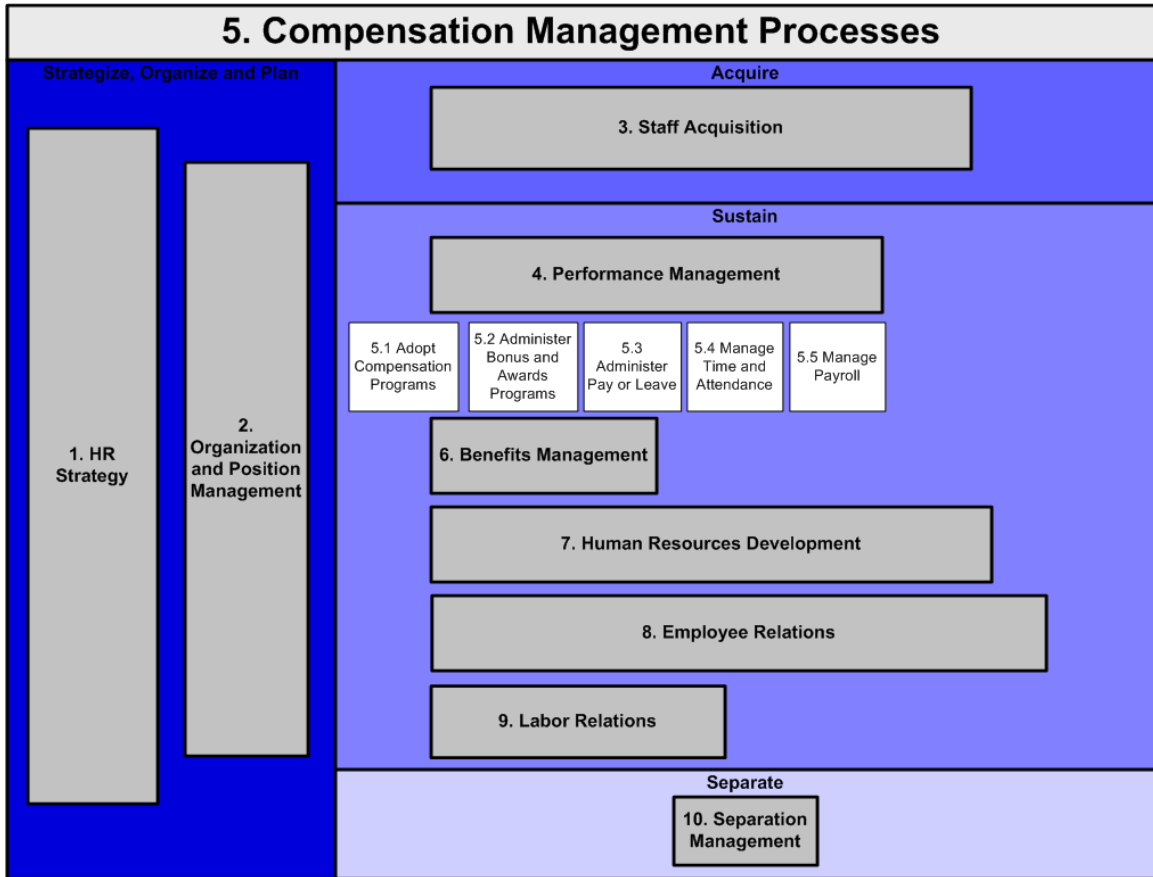 5. Compensation Management Processes
Strategize, Organize and Plan
1. HR
Strategy
2.
Organization
and Position
Management
Acquire
3. Staff Acquisition
Sustain
4. Performance Management
5.1 Adopt
Compensation
Programs
5.2 Administer
Bonus and
Awards
Programs
5.3
Administer
Pay or Leave
5.4 Manage
Time and
Attendance
5.5 Manage
Payroll
6. Benefits Management
7. Human Resources Development
8. Employee Relations
9. Labor Relations
Separate
10. Separation
Management